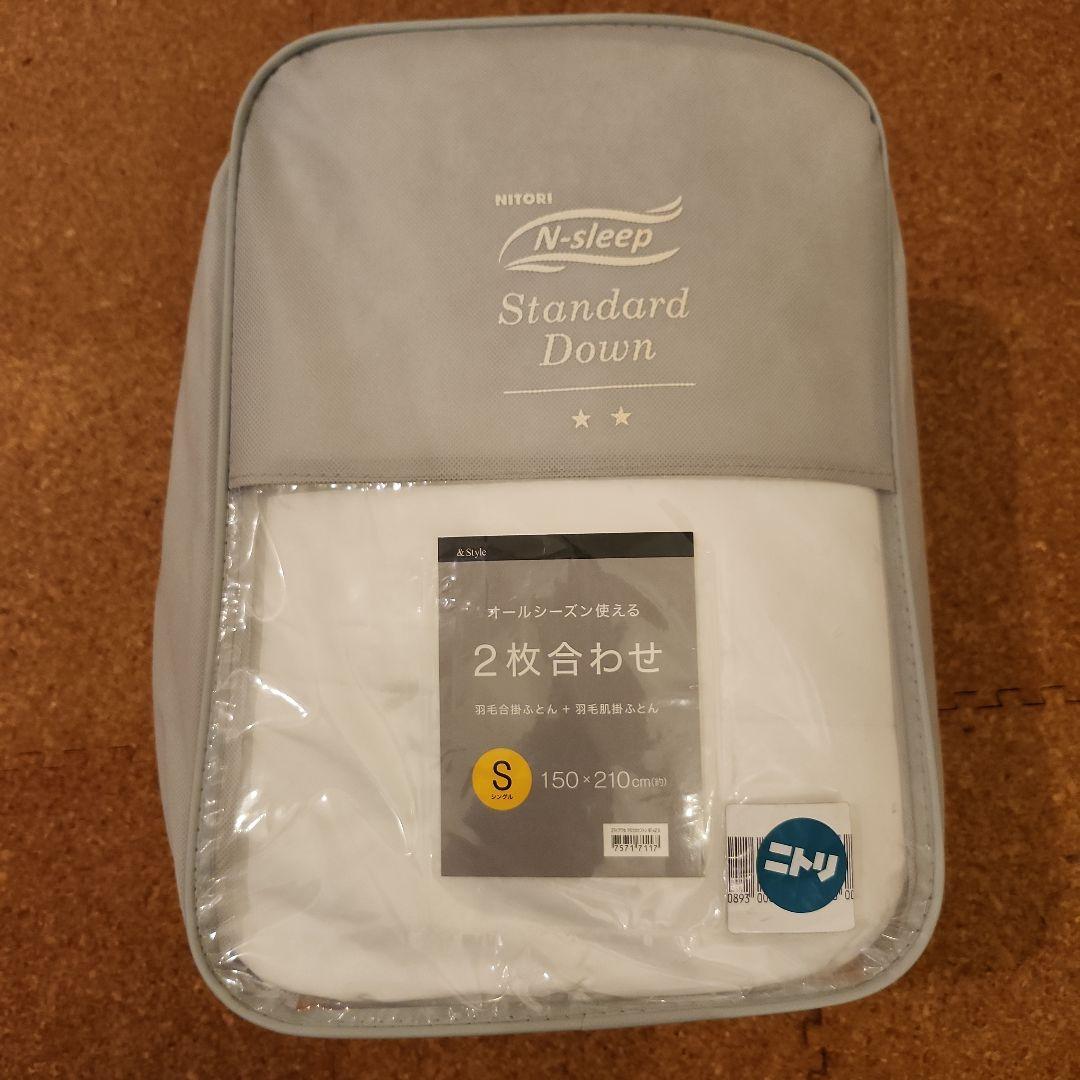 NITORI
N-sleep
Standard
Down
& Style
オールシーズン使える
2枚合わせ
羽毛合掛ふとん + 羽毛肌掛ふとん
S
シングル
150×210cm(約)
75717117
ニトリ
0893